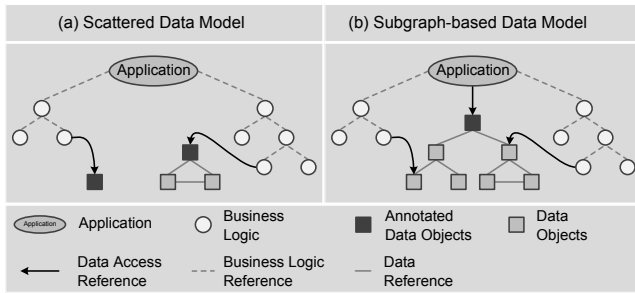 (a) Scattered Data Model
(b) Subgraph-based Data Model
Application
Application
Application
Application
Business
Logic
Annotated
Data Objects
Data
Objects
Data Access
Reference
Business Logic
Reference
Data
Reference